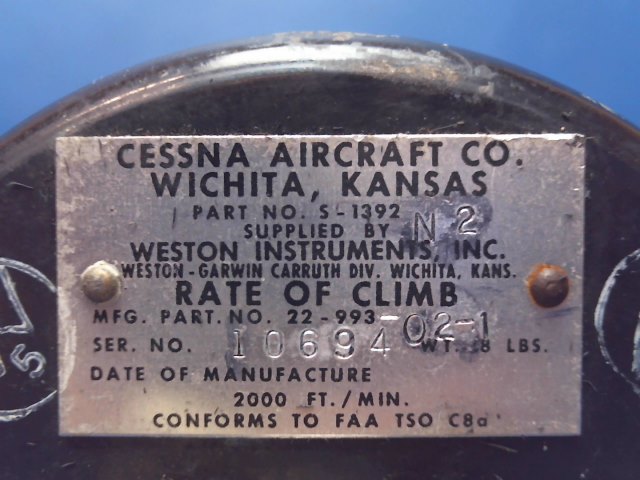 CESSNA AIRCRAFT CO.
WICHITA, KANSAS
PART NO. S-1392 N 2
SUPPLIED BY
WESTON INSTRUMENTS, INC.
WESTON-GARWIN CARRUTH DIV. WICHITA, KANS.
RATE OF CLIMB
MFG. PART. NO. 22-993-02-1
SER. NO. 10694 WT. .8 LBS.
DATE OF MANUFACTURE
2000 FT./MIN.
CONFORMS TO FAA TSO C8a